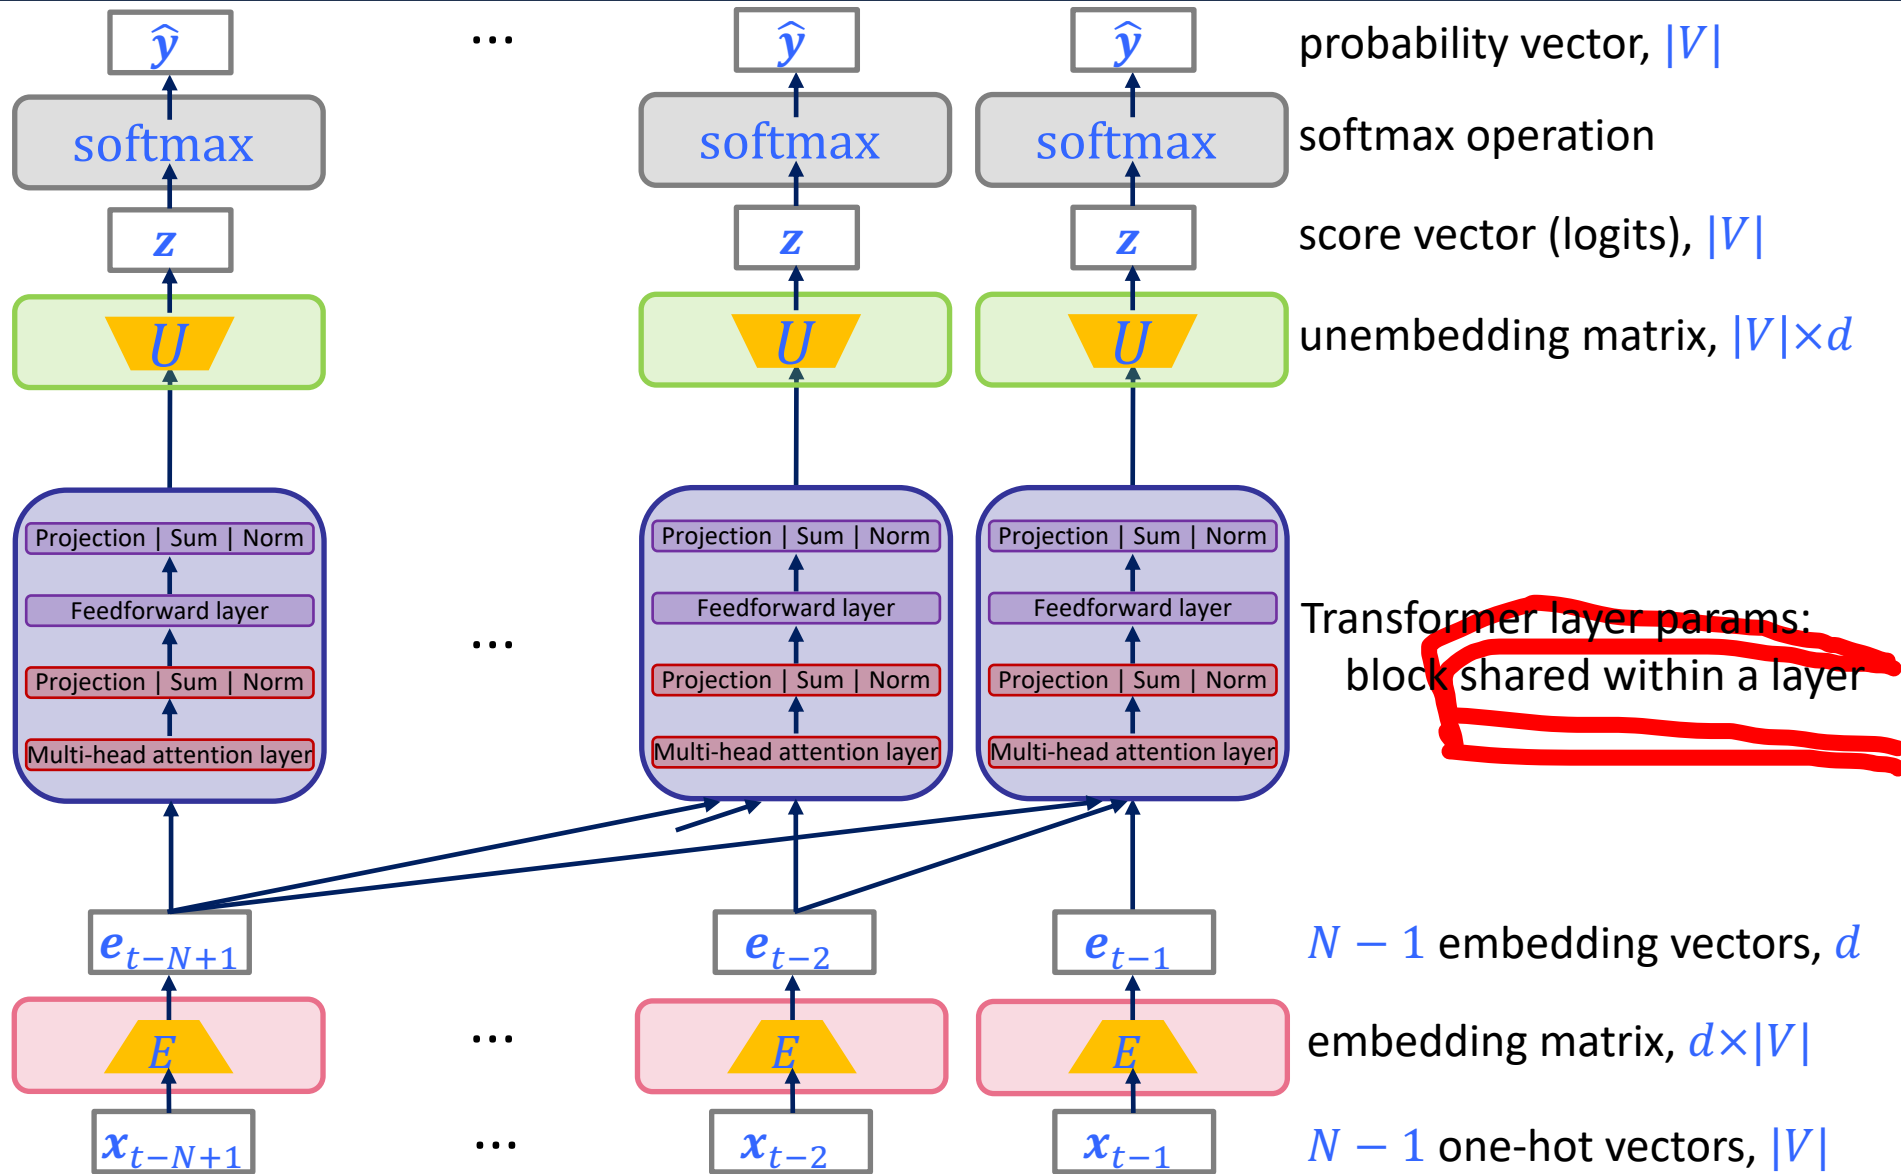 ŷ ... ŷ ŷ probability vector, |V|
softmax softmax softmax softmax operation
z z z score vector (logits), |V|
U U U unembedding matrix, |V|×d
Projection | Sum | Norm Projection | Sum | Norm Projection | Sum | Norm
Feedforward layer ... Feedforward layer Feedforward layer Transformer layer params:
Projection | Sum | Norm Projection | Sum | Norm Projection | Sum | Norm block shared within a layer
Multi-head attention layer Multi-head attention layer Multi-head attention layer
e_{t−N+1} e_{t−2} e_{t−1} N − 1 embedding vectors, d
E ... E E embedding matrix, d×|V|
x_{t−N+1} ... x_{t−2} x_{t−1} N − 1 one-hot vectors, |V|